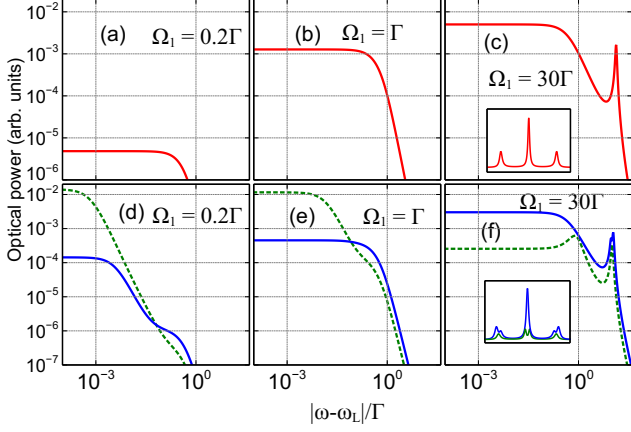 Optical power (arb. units)
10⁻²
10⁻³
10⁻⁴
10⁻⁵
10⁻⁶
(a) Ω₁ = 0.2Γ
(b) Ω₁ = Γ
(c)
Ω₁ = 30Γ
10⁻²
10⁻³
10⁻⁴
10⁻⁵
10⁻⁶
10⁻⁷
(d) Ω₁ = 0.2Γ
(e) Ω₁ = Γ
Ω₁ = 30Γ
(f)
10⁻³ 10⁰ 10⁻³ 10⁰ 10⁻³ 10⁰
|ω-ω_L|/Γ